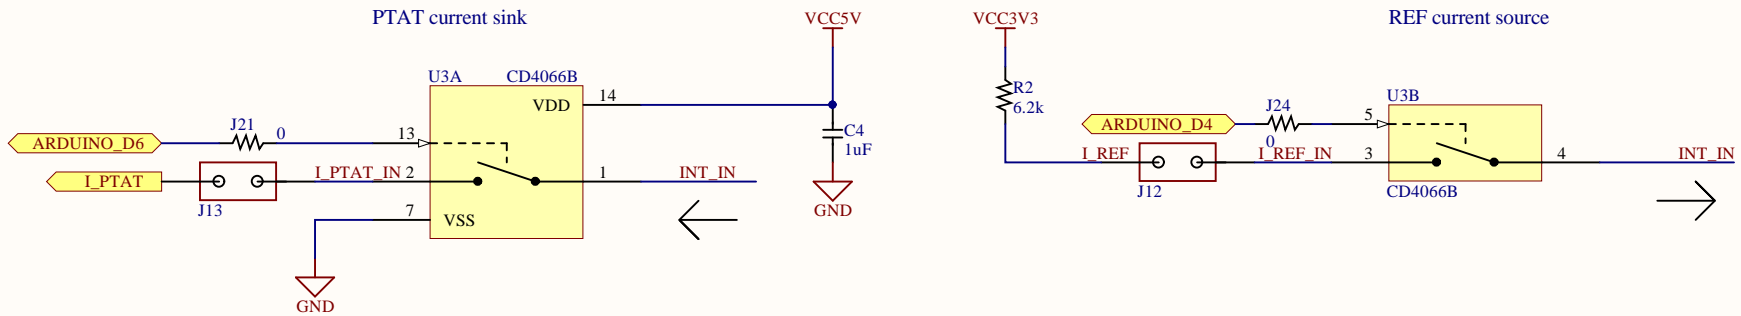 PTAT current sink
VCC5V
VCC3V3
REF current source
U3A
CD4066B
VDD
14
R2
6.2k
U3B
J21
0
13
ARDUINO_D6
C4
1uF
J24
0
5
ARDUINO_D4
I_PTAT
J13
I_PTAT_IN
2
1
INT_IN
I_REF
J12
I_REF_IN
3
4
INT_IN
CD4066B
7
VSS
GND
GND